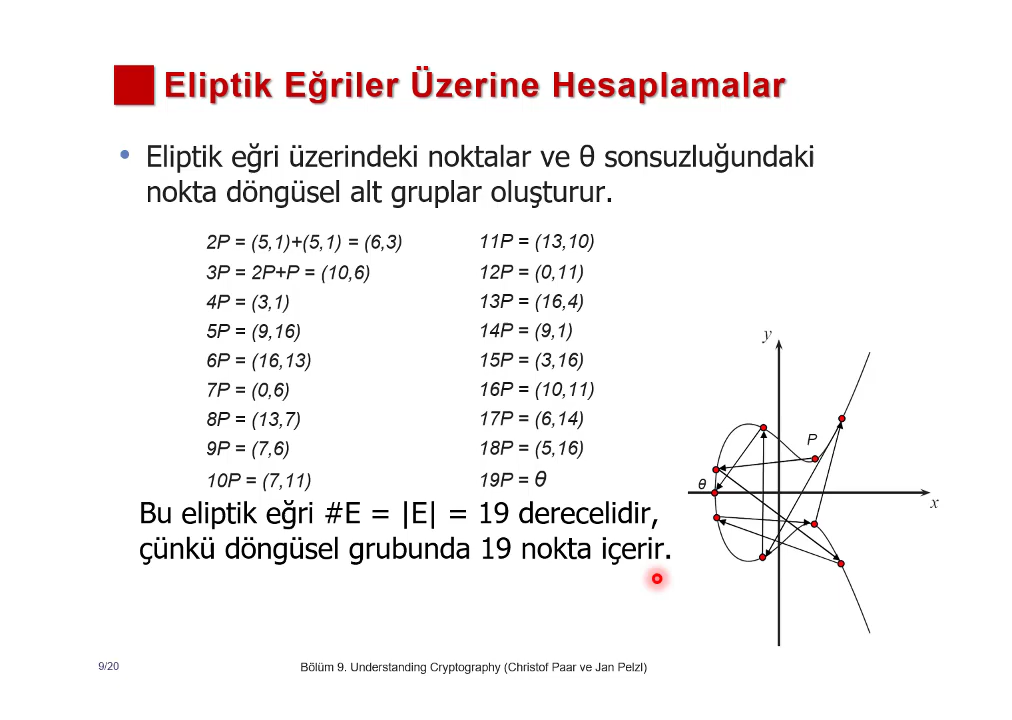 Eliptik Eğriler Üzerine Hesaplamalar
• Eliptik eğri üzerindeki noktalar ve θ sonsuzluğundaki
nokta döngüsel alt gruplar oluşturur.
2P = (5,1)+(5,1) = (6,3)
3P = 2P+P = (10,6)
4P = (3,1)
5P = (9,16)
6P = (16,13)
7P = (0,6)
8P = (13,7)
9P = (7,6)
10P = (7,11)
11P = (13,10)
12P = (0,11)
13P = (16,4)
14P = (9,1)
15P = (3,16)
16P = (10,11)
17P = (6,14)
18P = (5,16)
19P = θ
y
P
θ
x
Bu eliptik eğri #E = |E| = 19 derecelidir,
çünkü döngüsel grubunda 19 nokta içerir.
9/20
Bölüm 9. Understanding Cryptography (Christof Paar ve Jan Pelzl)